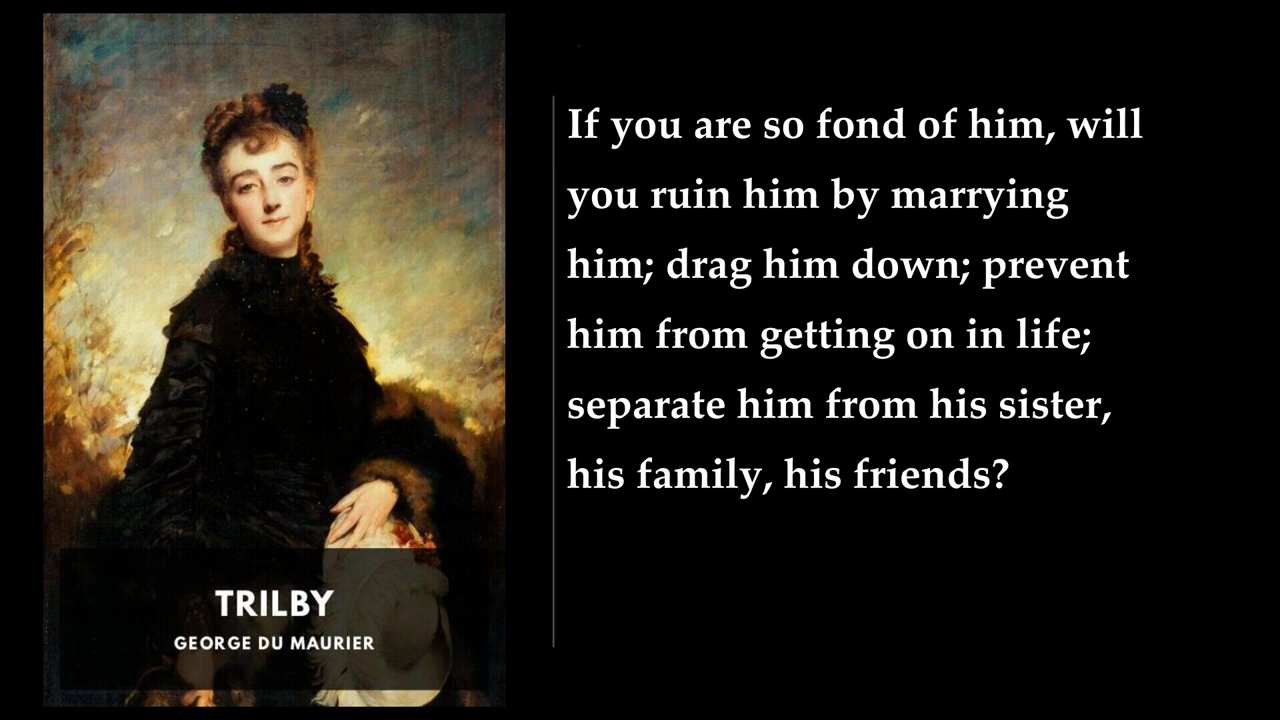 TRILBY
GEORGE DU MAURIER
If you are so fond of him, will
you ruin him by marrying
him; drag him down; prevent
him from getting on in life;
separate him from his sister,
his family, his friends?